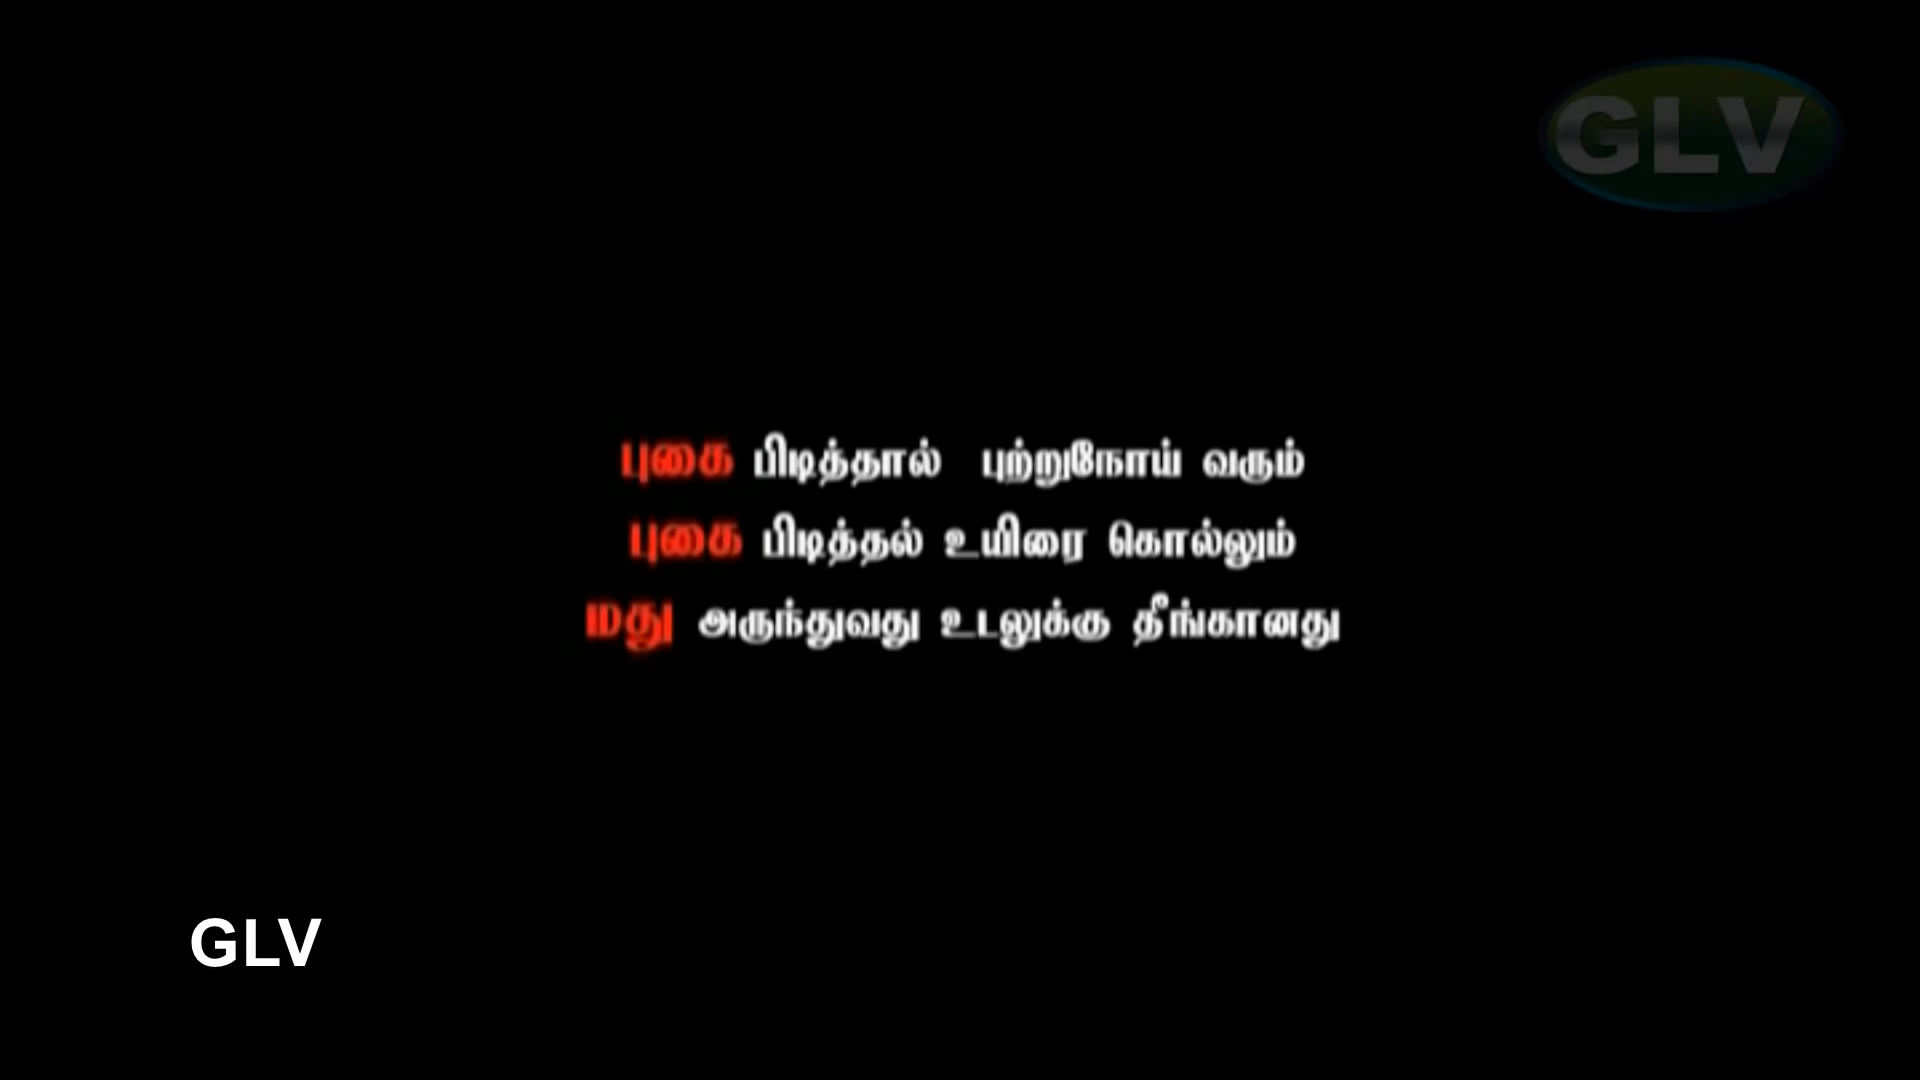 GLV
புகை பிடித்தால் புற்றுநோய் வரும்
புகை பிடித்தல் உயிரை கொல்லும்
மது அருந்துவது உடலுக்கு தீங்கானது
GLV